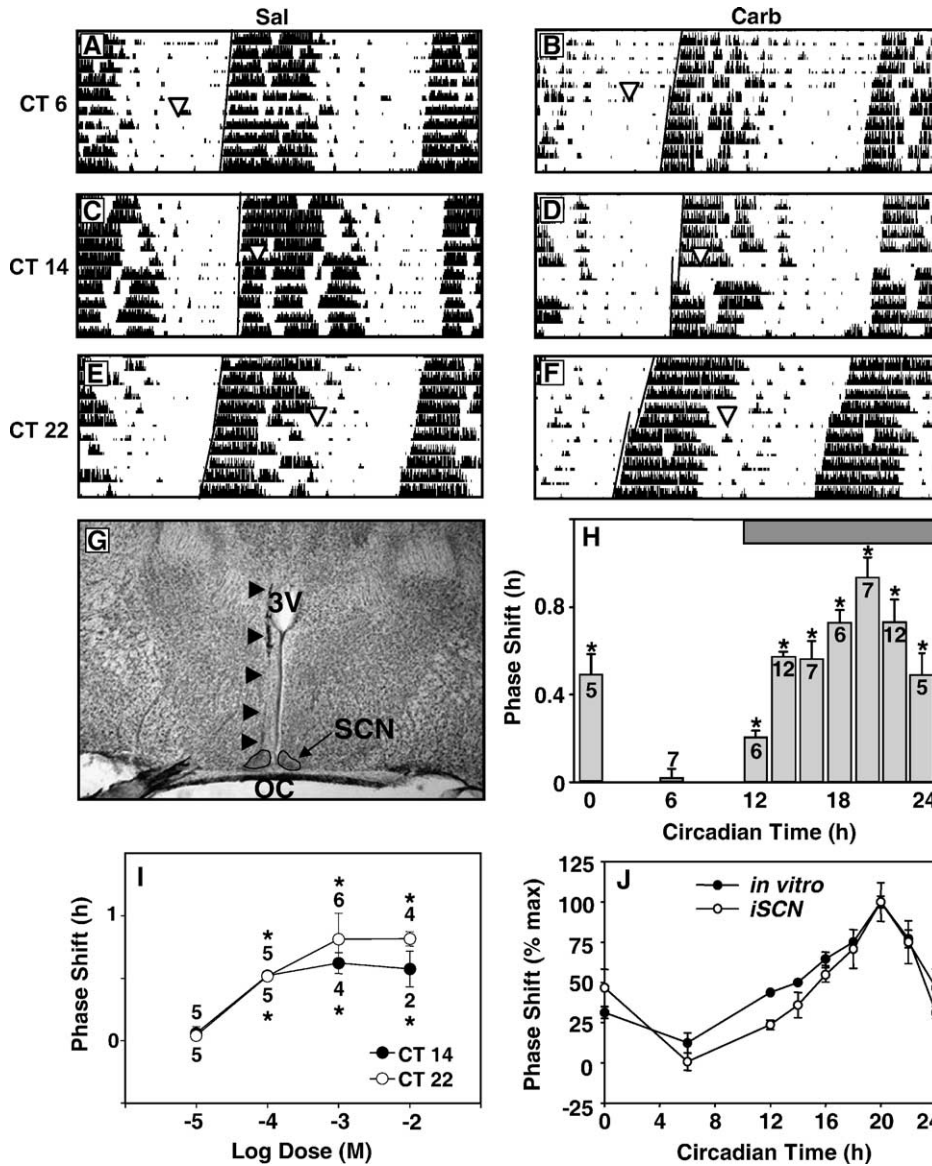 Sal
Carb
A
B
CT 6
C
D
CT 14
E
F
CT 22
G
3V
SCN
OC
H
Phase Shift (h)
0.8
0.4
0
*
5
7
*
6
*
12
*
7
*
6
*
7
*
12
*
5
0 6 12 18 24
Circadian Time (h)
I
Phase Shift (h)
1
0
5
5
*
5
5
*
*
6
4
*
*
4
2
*
CT 14
CT 22
-5 -4 -3 -2 -1
Log Dose (M)
J
in vitro
iSCN
Phase Shift (% max)
125
100
75
50
25
0
-25
0 4 8 12 16 20 24
Circadian Time (h)